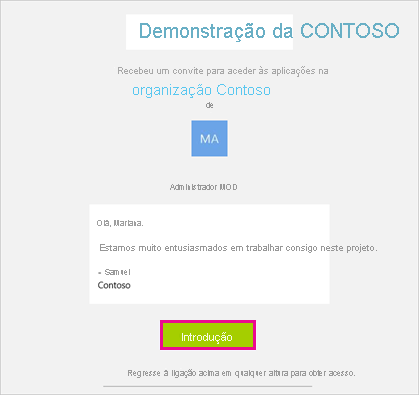 Demonstração da CONTOSO
Recebeu um convite para aceder às aplicações na
organização Contoso
de
MA
Administrador MOD
Olá, Mariana.
Estamos muito entusiasmados em trabalhar consigo neste projeto.
- Samuel
Contoso
Introdução
Regresse à ligação acima em qualquer altura para obter acesso.